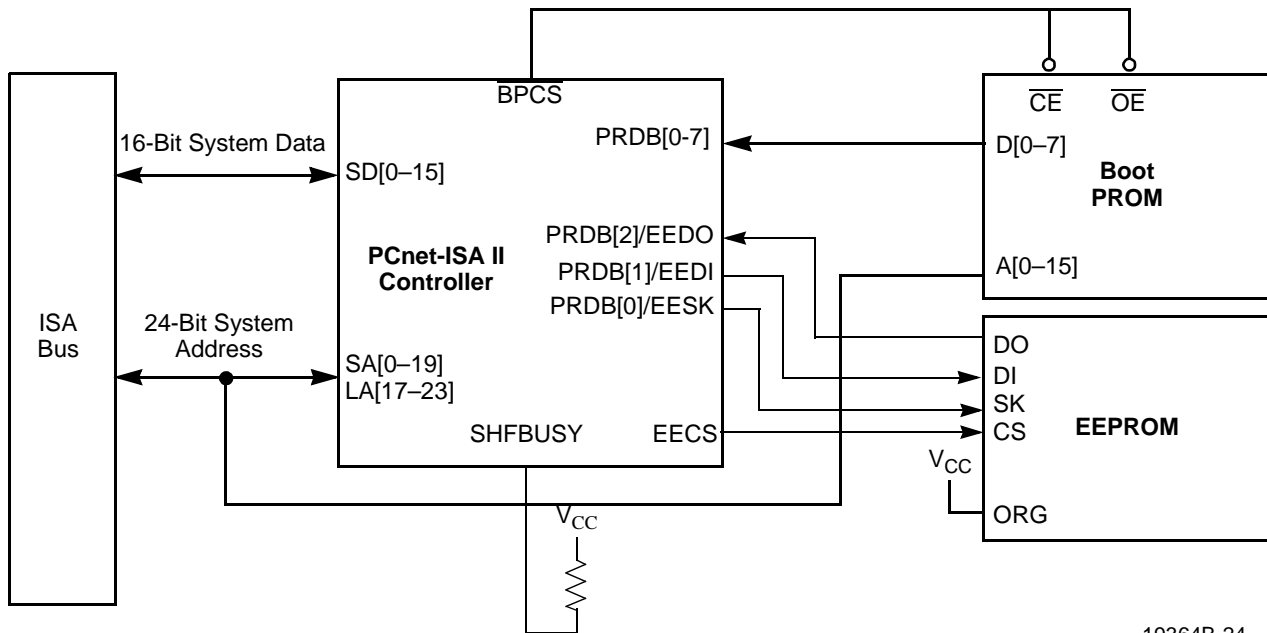 ISA
Bus
16-Bit System Data
24-Bit System
Address
BPCS
PRDB[0-7]
SD[0–15]
PRDB[2]/EEDO
PCnet-ISA II
Controller
PRDB[1]/EEDI
PRDB[0]/EESK
SA[0–19]
LA[17–23]
SHFBUSY
EECS
VCC
CE
OE
D[0–7]
Boot
PROM
A[0–15]
DO
DI
SK
CS
EEPROM
VCC
ORG